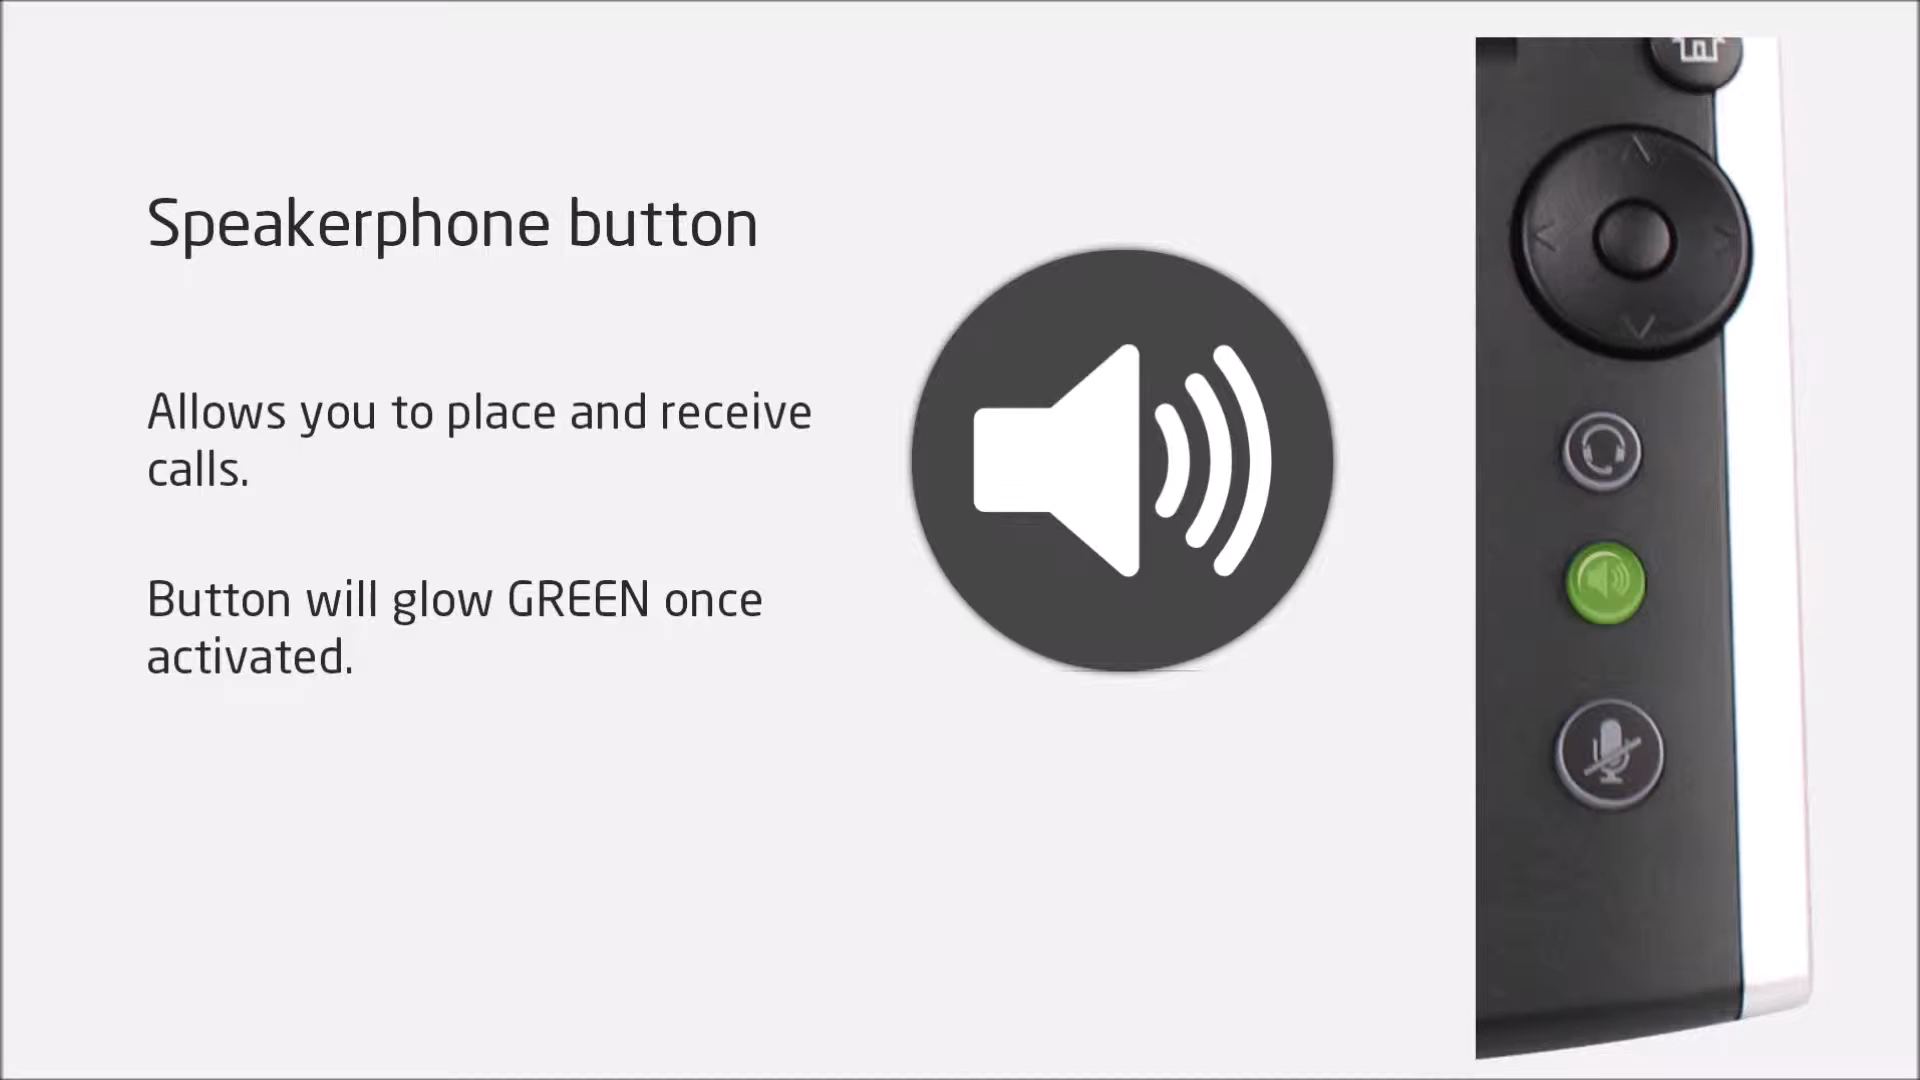 Speakerphone button
Allows you to place and receive
calls.
Button will glow GREEN once
activated.